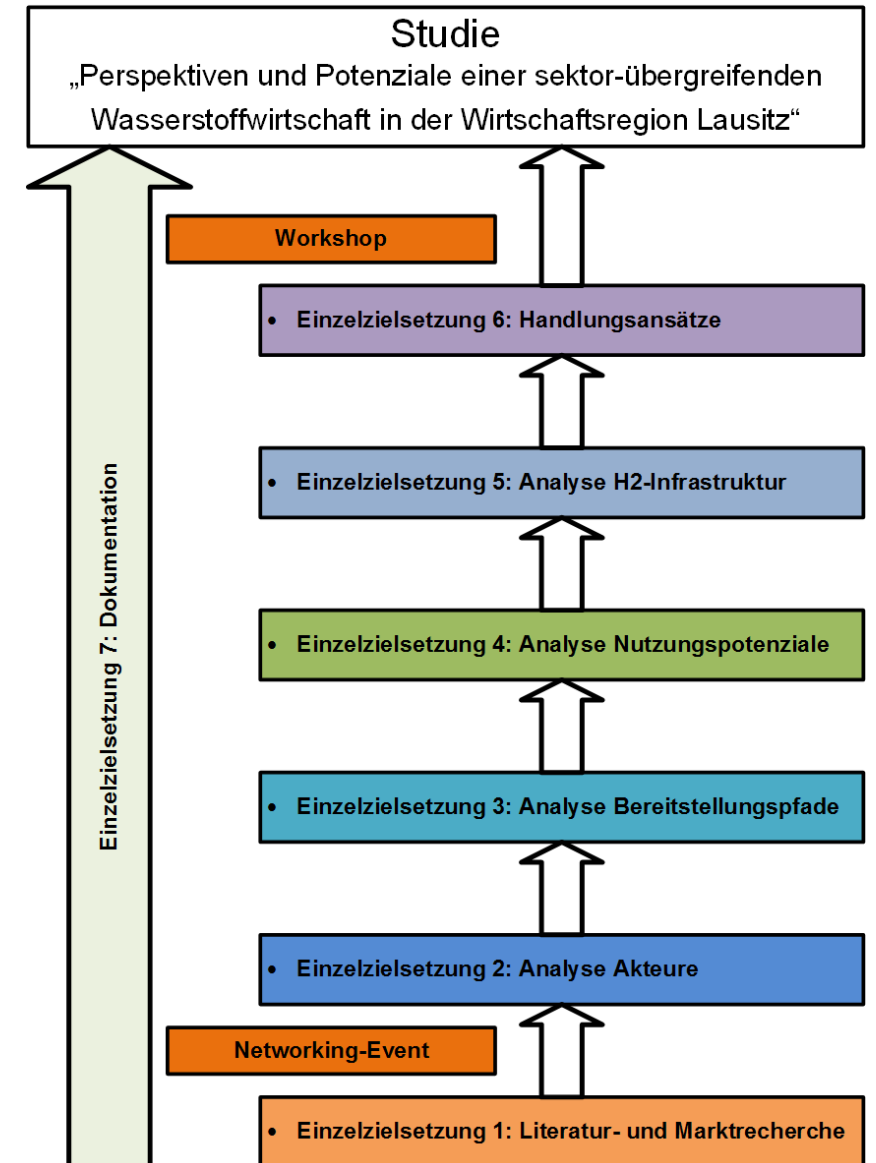 Studie
„Perspektiven und Potenziale einer sektor-übergreifenden
Wasserstoffwirtschaft in der Wirtschaftsregion Lausitz“
Workshop
• Einzelzielsetzung 6: Handlungsansätze
• Einzelzielsetzung 5: Analyse H2-Infrastruktur
Einzelzielsetzung 7: Dokumentation
• Einzelzielsetzung 4: Analyse Nutzungspotenziale
• Einzelzielsetzung 3: Analyse Bereitstellungspfade
• Einzelzielsetzung 2: Analyse Akteure
Networking-Event
• Einzelzielsetzung 1: Literatur- und Marktrecherche